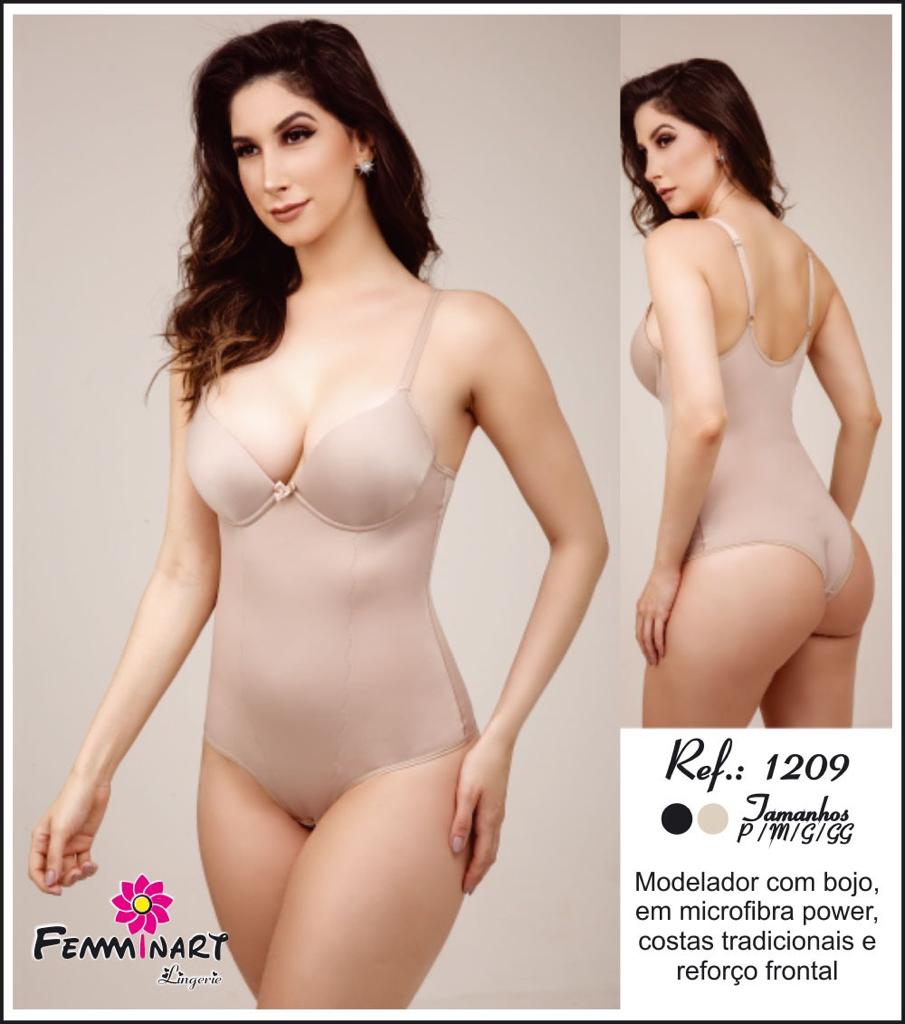 Ref.: 1209
Tamanhos
P/M/G/GG
Modelador com bojo,
em microfibra power,
costas tradicionais e
reforço frontal
FEMMINART
Lingerie